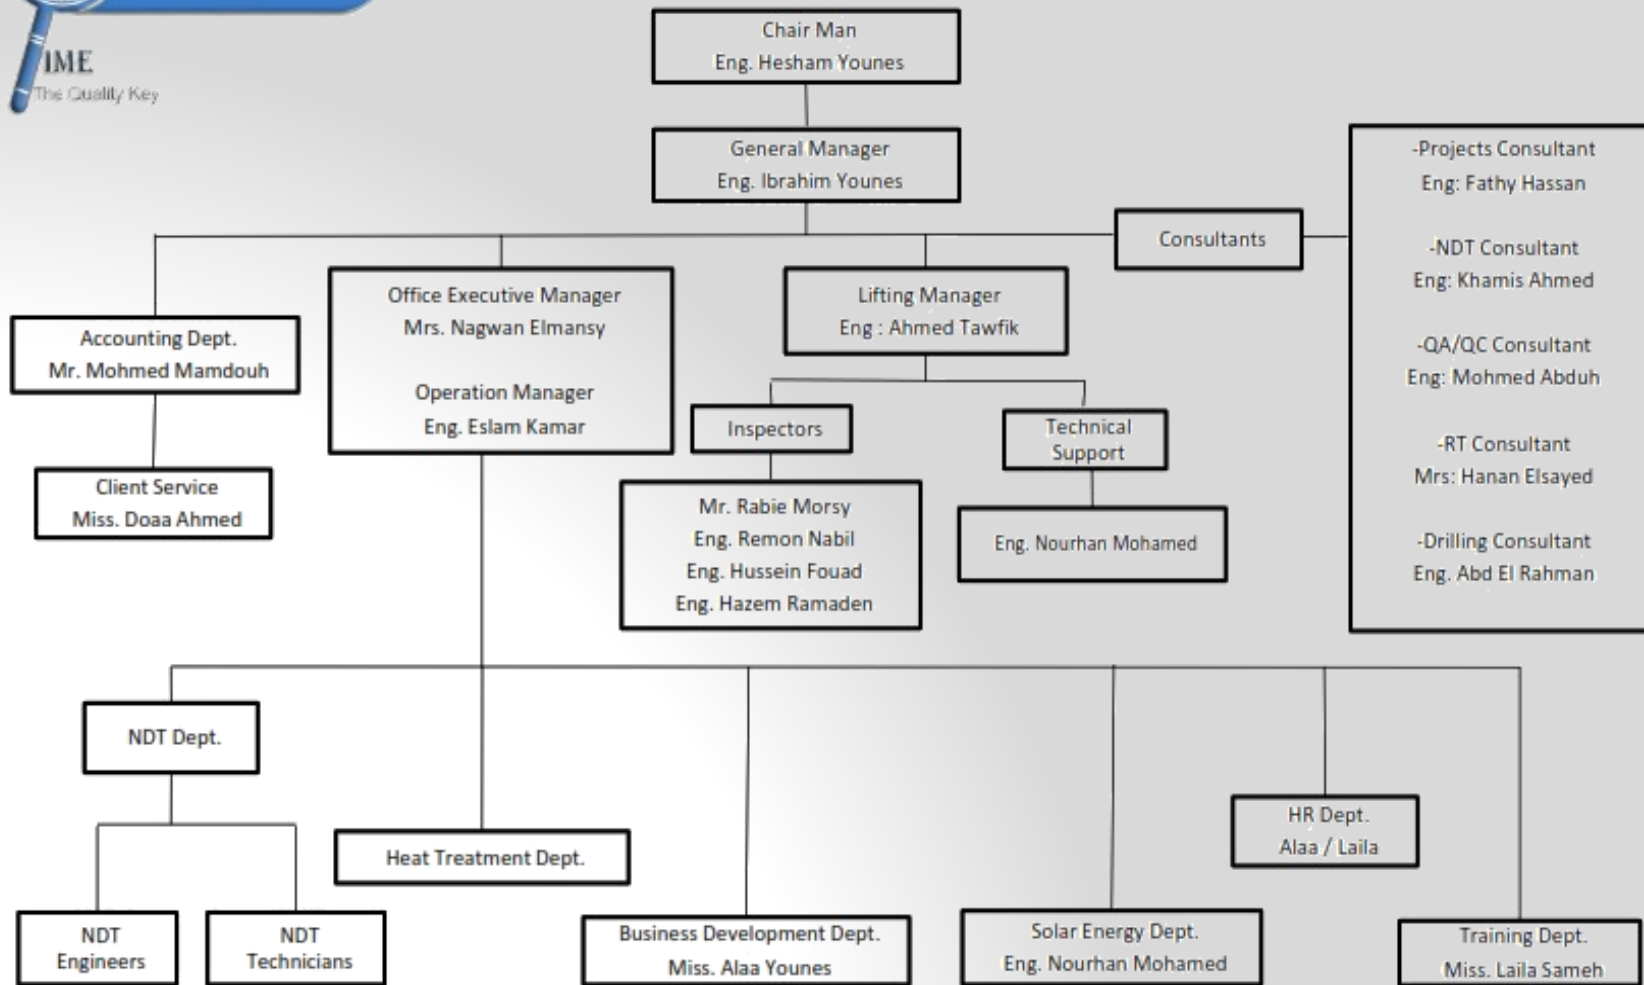 IME
The Quality Key
Chair Man
Eng. Hesham Younes
General Manager
Eng. Ibrahim Younes
Consultants
-Projects Consultant
Eng: Fathy Hassan
-NDT Consultant
Eng: Khamis Ahmed
-QA/QC Consultant
Eng: Mohmed Abduh
-RT Consultant
Mrs: Hanan Elsayed
-Drilling Consultant
Eng. Abd El Rahman
Accounting Dept.
Mr. Mohmed Mamdouh
Client Service
Miss. Doaa Ahmed
Office Executive Manager
Mrs. Nagwan Elmansy
Operation Manager
Eng. Eslam Kamar
Lifting Manager
Eng : Ahmed Tawfik
Inspectors
Mr. Rabie Morsy
Eng. Remon Nabil
Eng. Hussein Fouad
Eng. Hazem Ramaden
Technical
Support
Eng. Nourhan Mohamed
NDT Dept.
NDT
Engineers
NDT
Technicians
Heat Treatment Dept.
Business Development Dept.
Miss. Alaa Younes
Solar Energy Dept.
Eng. Nourhan Mohamed
HR Dept.
Alaa / Laila
Training Dept.
Miss. Laila Sameh